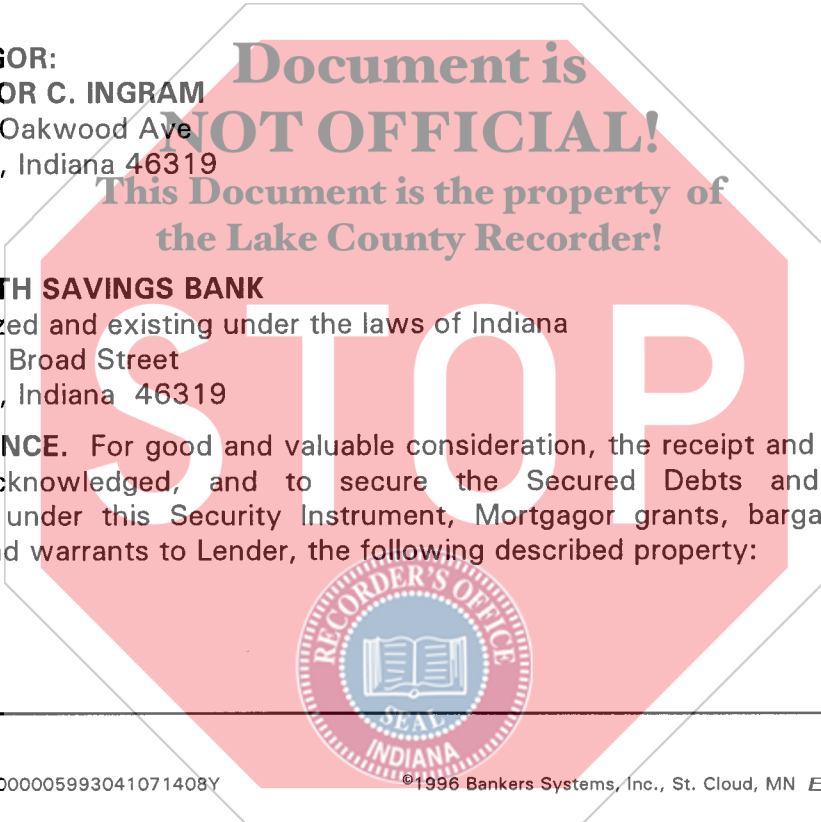 Document is
GOR:
OR C. INGRAM
NOT OFFICIAL!
Oakwood Ave
, Indiana 46319
This Document is the property of
the Lake County Recorder!
TH SAVINGS BANK
zed and existing under the laws of Indiana
Broad Street
, Indiana 46319
STOP
NCE. For good and valuable consideration, the receipt and
cknowledged, and to secure the Secured Debts and
under this Security Instrument, Mortgagor grants, barga
nd warrants to Lender, the following described property:
RECORDER'S OFFICE
SEAL
INDIANA
000005993041071408Y
©1996 Bankers Systems, Inc., St. Cloud, MN E